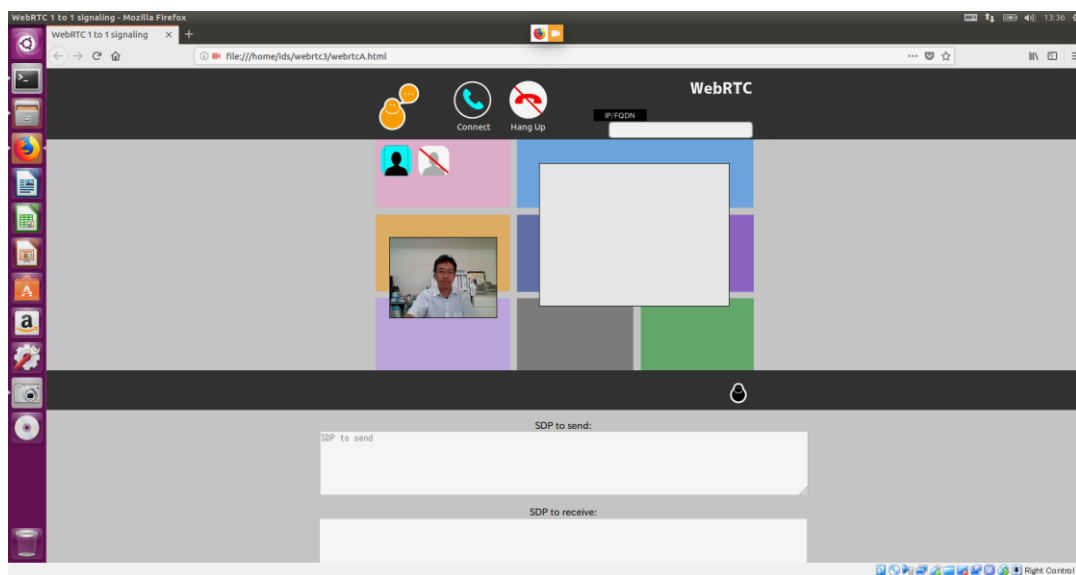 WebRTC 1 to 1 signaling - Mozilla Firefox
13:36
WebRTC 1 to 1 signaling
file:///home/ids/webrtc3/webrtcA.html
WebRTC
Connect
Hang Up
IP/FQDN
SDP to send:
SDP to send
SDP to receive:
Right Control